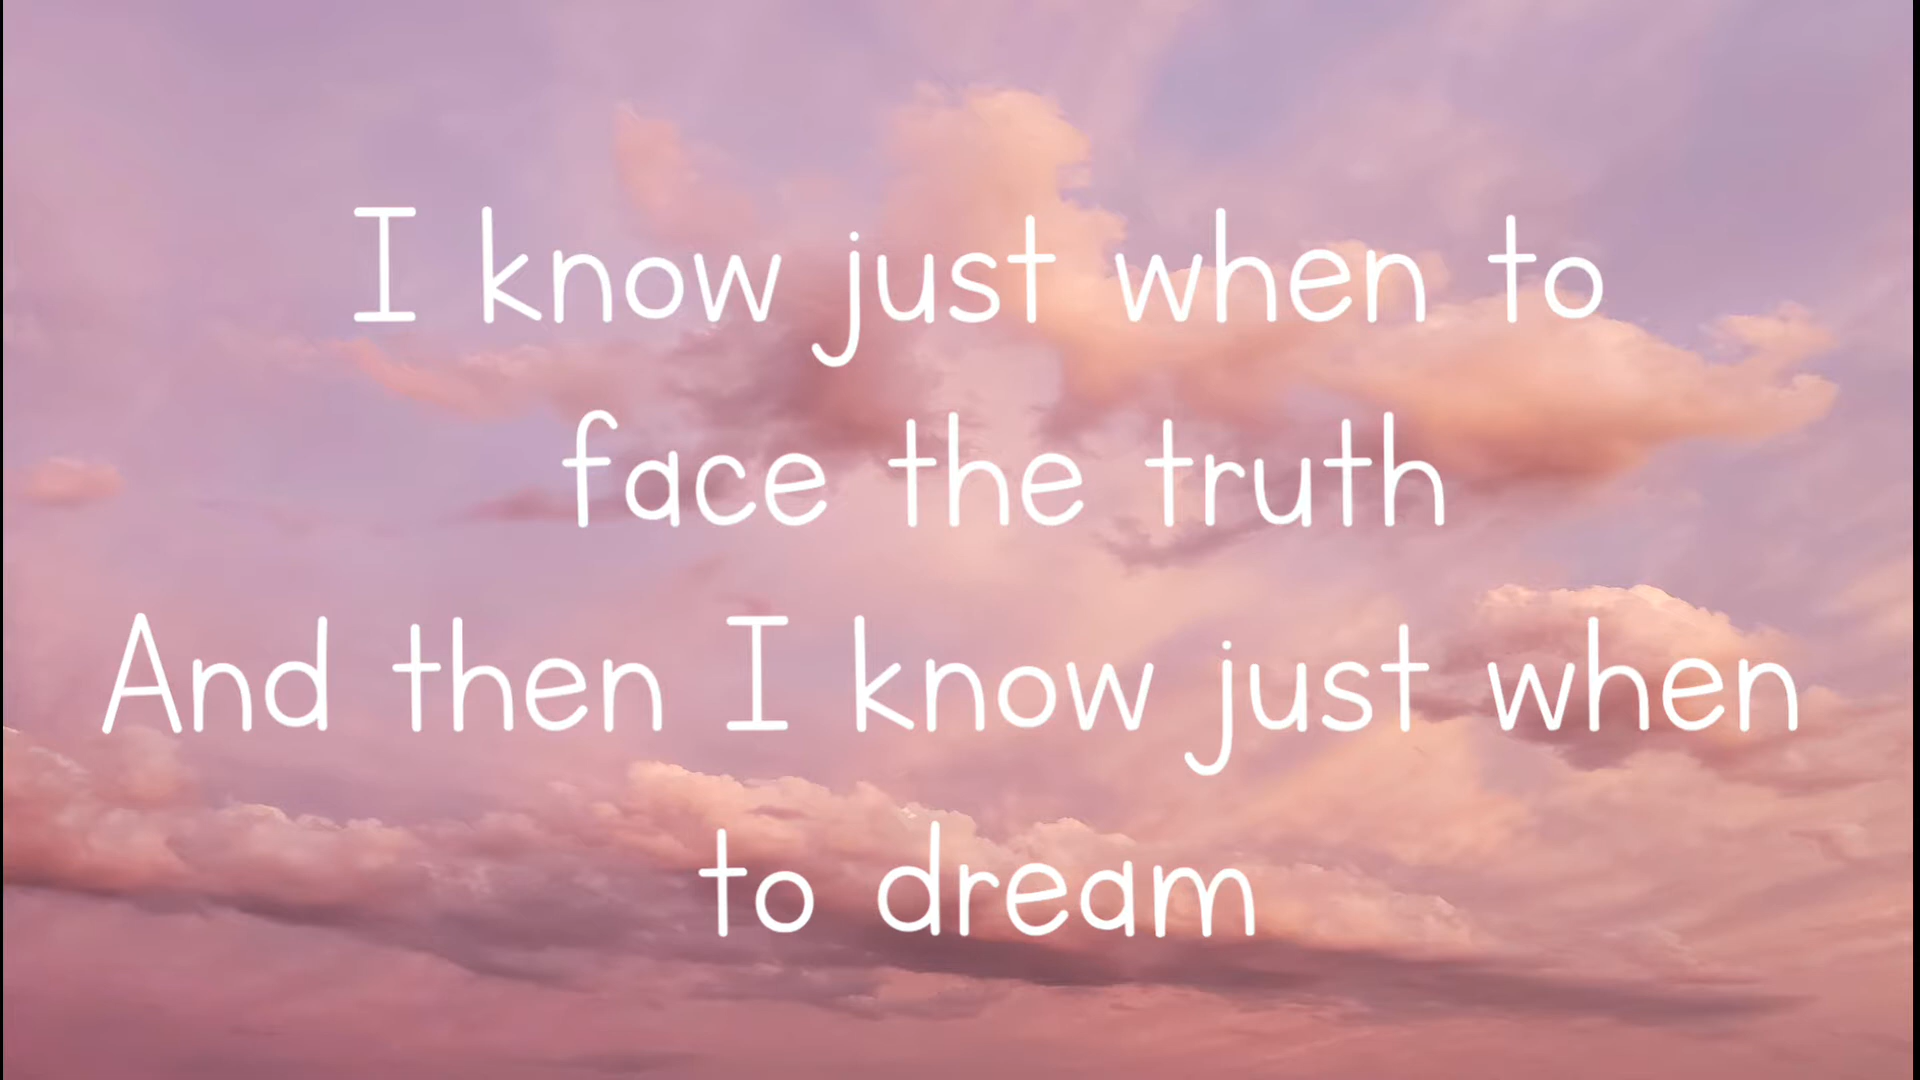 I know just when to
face the truth
And then I know just when
to dream